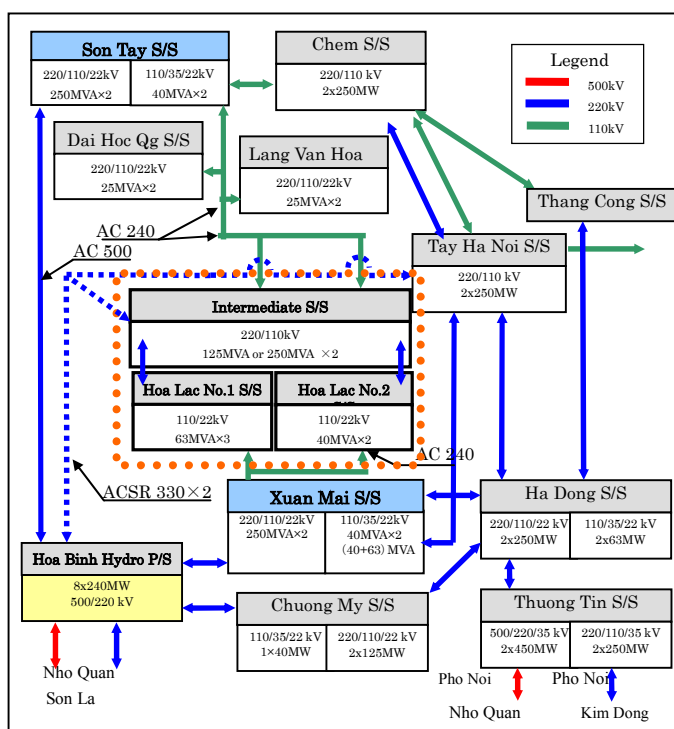 Son Tay S/S
220/110/22kV
250MVA×2
110/35/22kV
40MVA×2
Chem S/S
220/110 kV
2x250MW
Legend
500kV
220kV
110kV
Dai Hoc Qg S/S
220/110/22kV
25MVA×2
Lang Van Hoa
220/110/22kV
25MVA×2
Thang Cong S/S
AC 240
AC 500
Tay Ha Noi S/S
220/110 kV
2x250MW
Intermediate S/S
220/110kV
125MVA or 250MVA ×2
Hoa Lac No.1 S/S
110/22kV
63MVA×3
Hoa Lac No.2
110/22kV
40MVA×2
AC 240
ACSR 330×2
Xuan Mai S/S
220/110/22kV
250MVA×2
110/35/22kV
40MVA×2
(40+63) MVA
Ha Dong S/S
220/110/22 kV
2x250MW
110/35/22 kV
2x63MW
Hoa Binh Hydro P/S
8x240MW
500/220 kV
Chuong My S/S
110/35/22 kV
1×40MW
220/110/22 kV
2x125MW
Thuong Tin S/S
500/220/35 kV
2x450MW
220/110/35 kV
2x250MW
Nho Quan
Son La
Pho Noi
Nho Quan
Pho Noi
Kim Dong